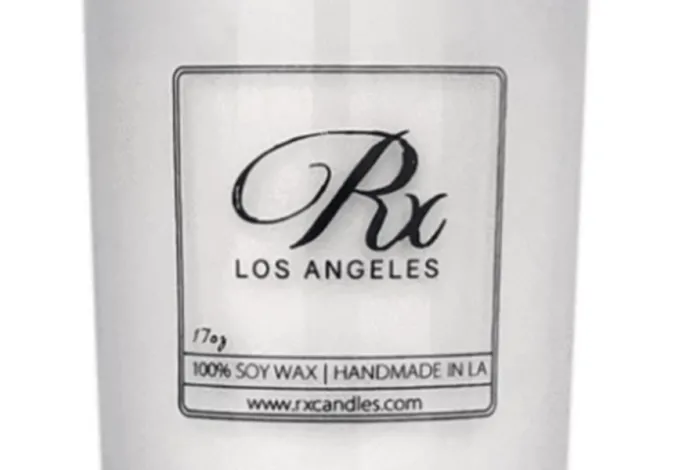 Rx
LOS ANGELES
17oz
100% SOY WAX | HANDMADE IN LA
www.rxcandles.com